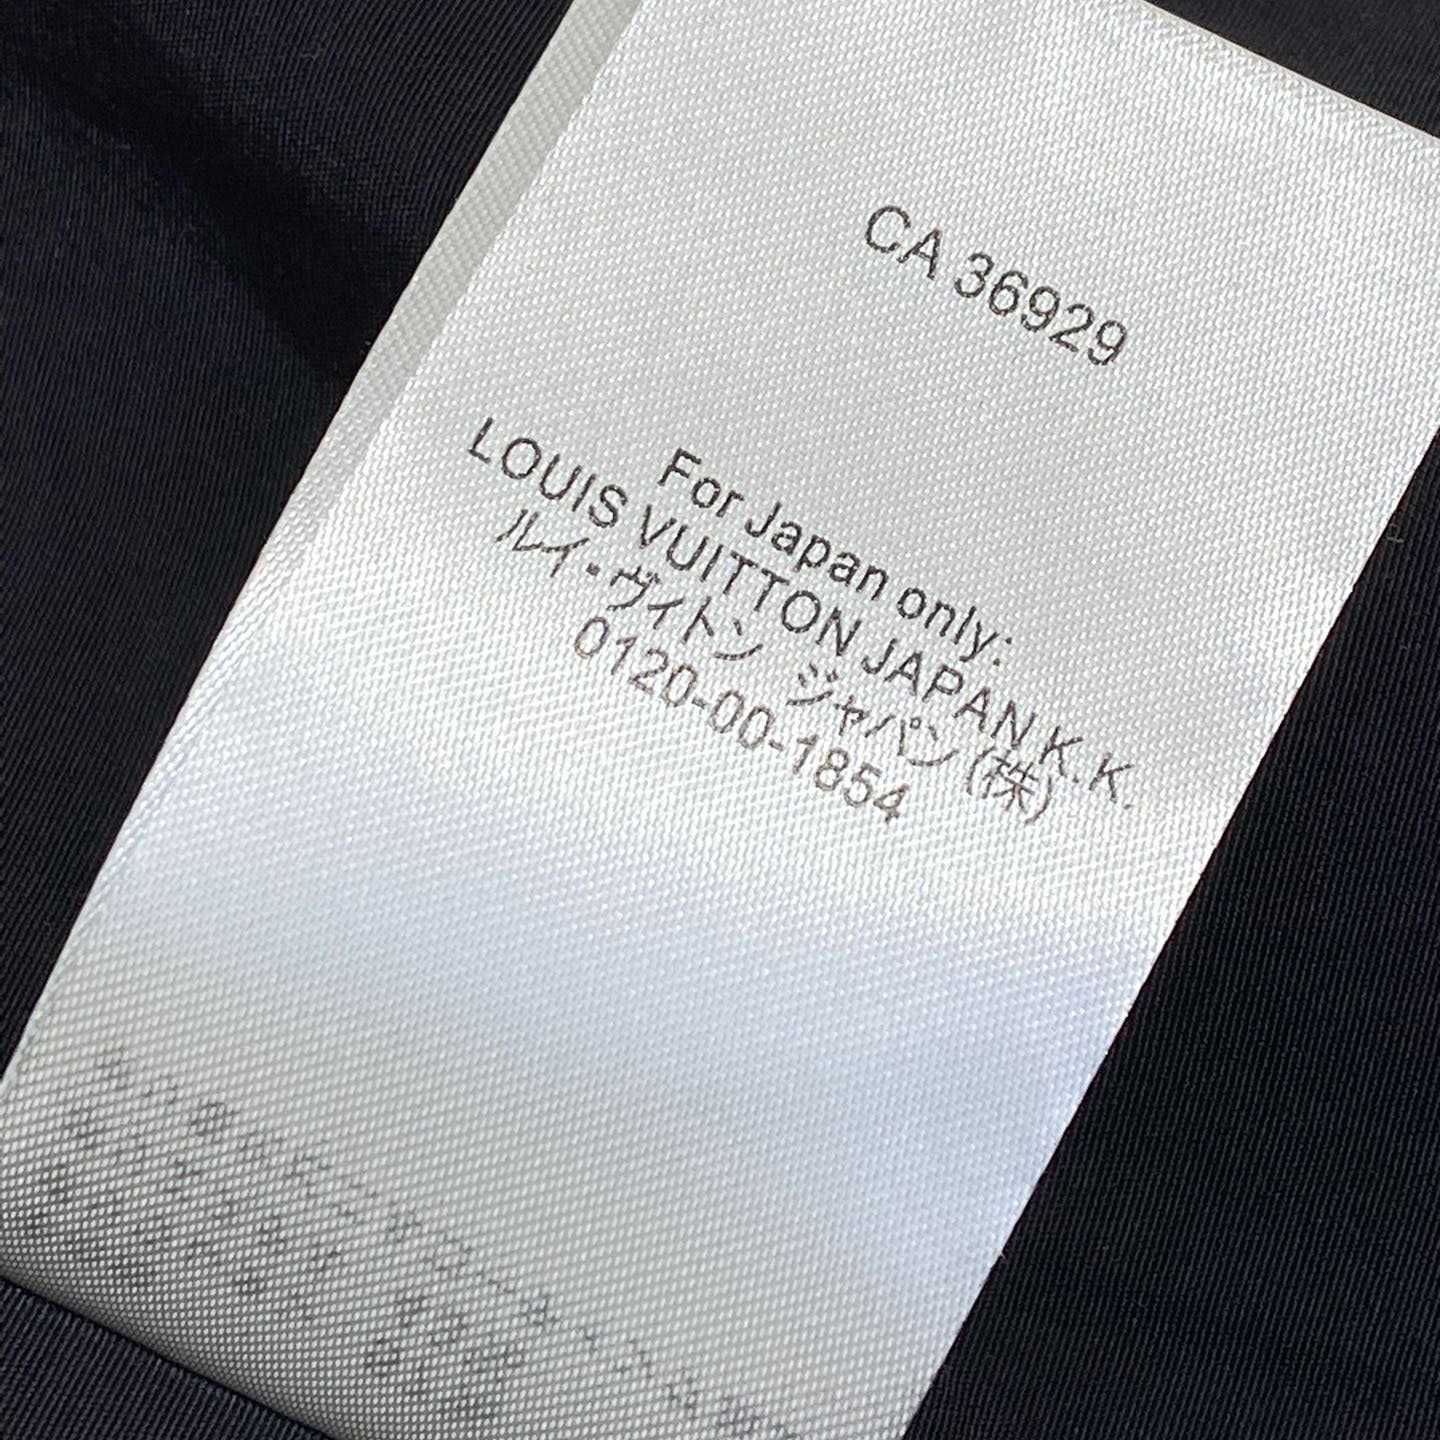 CA 36929
For Japan only:
LOUIS VUITTON JAPAN K.K.
ルイ・ヴィトン ジャパン(株)
0120-00-1854